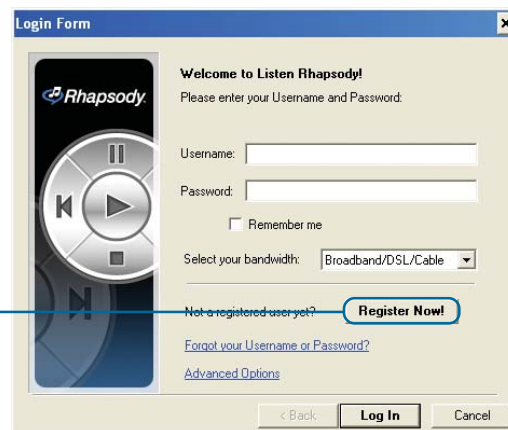 Login Form
Rhapsody
Welcome to Listen Rhapsody!
Please enter your Username and Password:
Username:
Password:
Remember me
Select your bandwidth: Broadband/DSL/Cable
Not a registered user yet? Register Now!
Forgot your Username or Password?
Advanced Options
< Back Log In Cancel